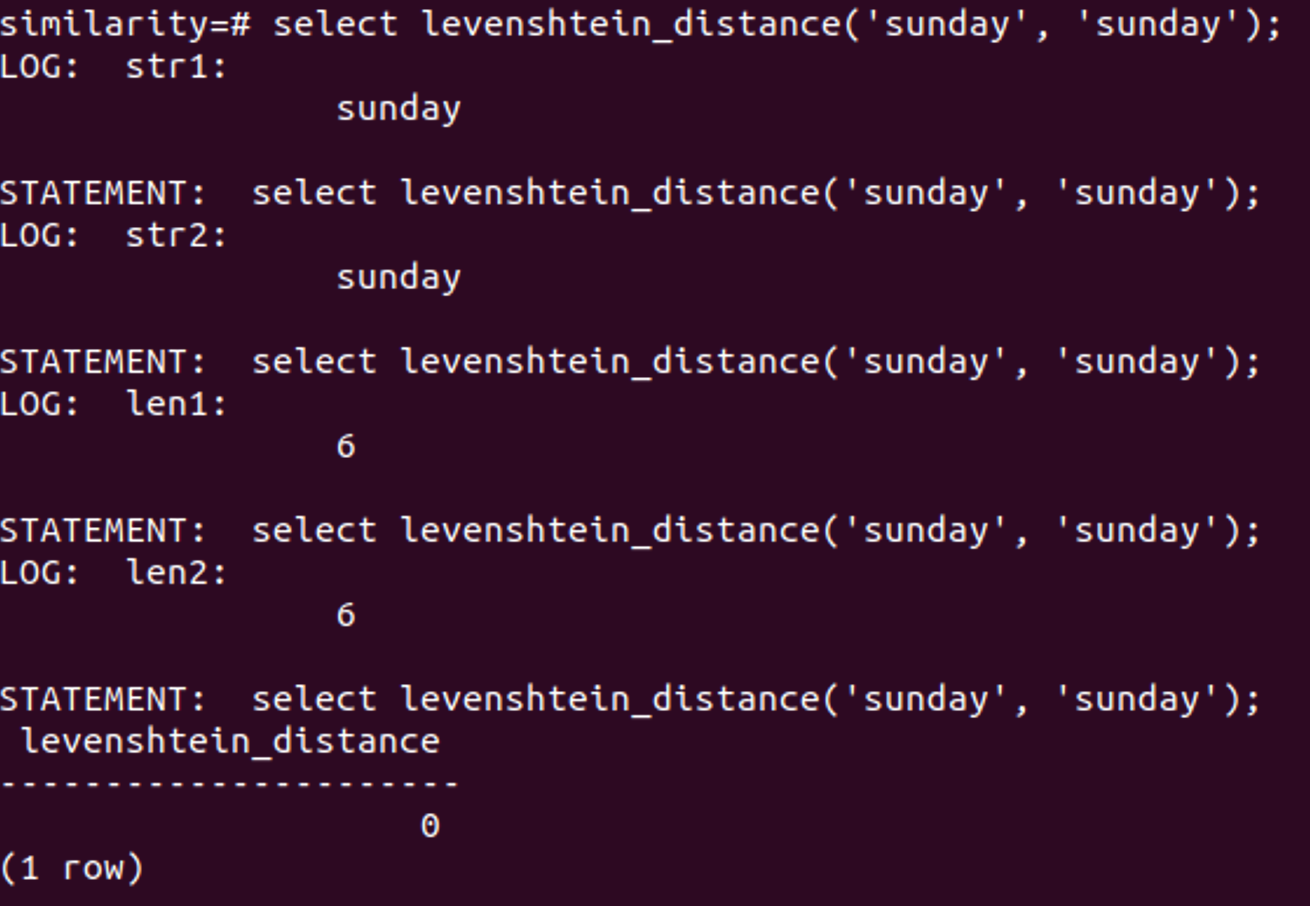 similarity=# select levenshtein_distance('sunday', 'sunday');
LOG:  str1:
                sunday
STATEMENT:  select levenshtein_distance('sunday', 'sunday');
LOG:  str2:
                sunday
STATEMENT:  select levenshtein_distance('sunday', 'sunday');
LOG:  len1:
                6
STATEMENT:  select levenshtein_distance('sunday', 'sunday');
LOG:  len2:
                6
STATEMENT:  select levenshtein_distance('sunday', 'sunday');
 levenshtein_distance
----------------------
                    0
(1 row)